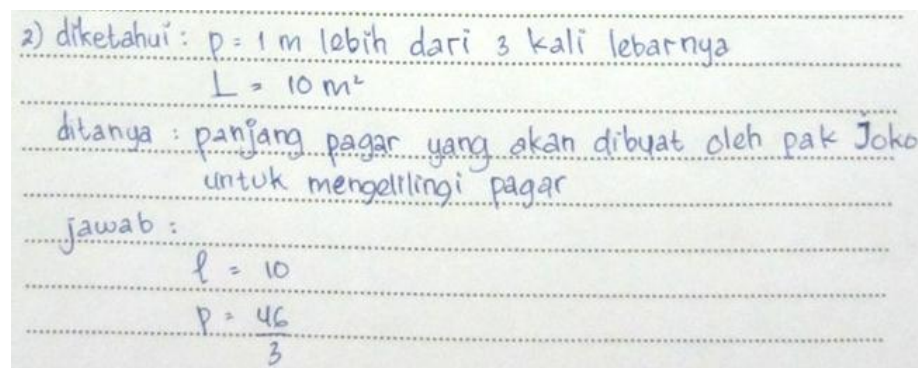 2) diketahui : p = 1 m lebih dari 3 kali lebarnya
L = 10 m²
ditanya : panjang pagar yang akan dibuat oleh pak Joko
untuk mengelilingi pagar
jawab :
l = 10
p = 46/3